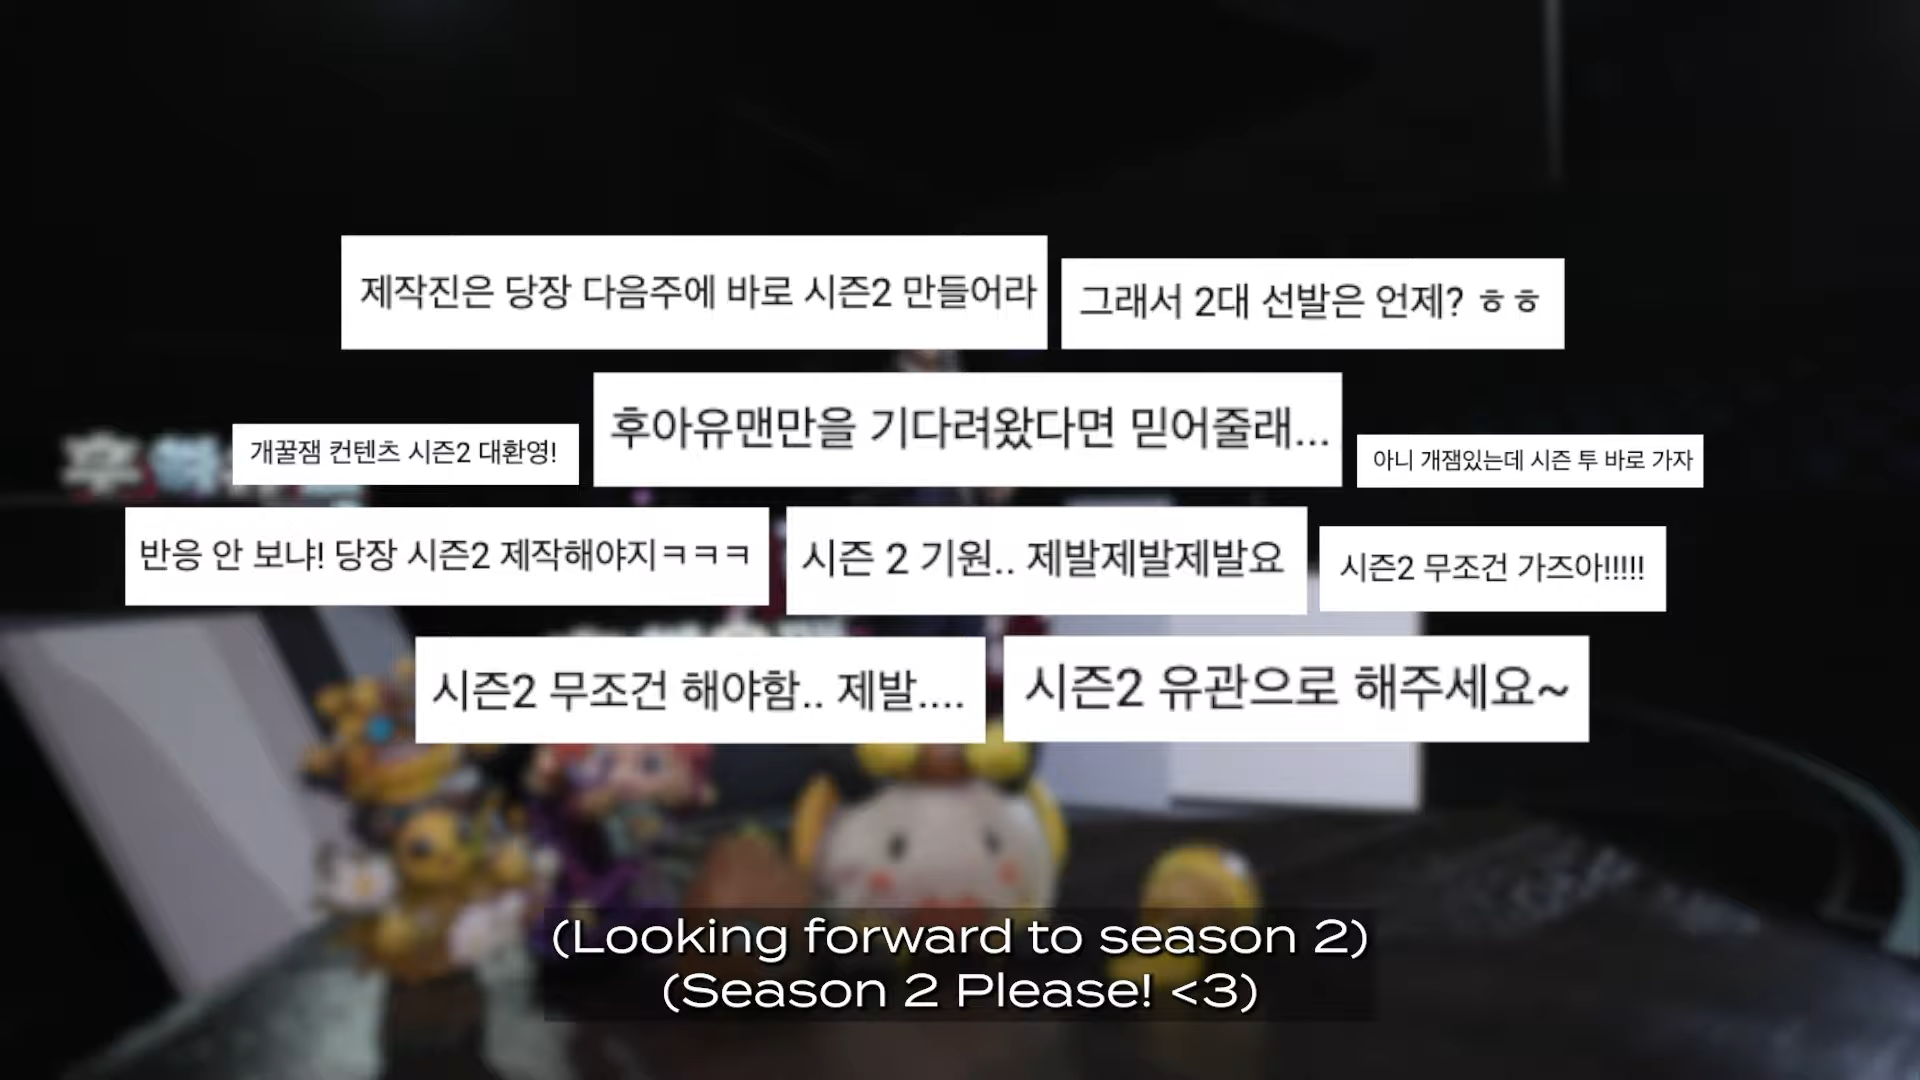 제작진은 당장 다음주에 바로 시즌2 만들어라
그래서 2대 선발은 언제? ㅎㅎ
개꿀잼 컨텐츠 시즌2 대환영!
후아유맨만을 기다려왔다면 믿어줄래...
아니 개잼있는데 시즌 투 바로 가자
반응 안 보냐! 당장 시즌2 제작해야지ㅋㅋㅋ
시즌 2 기원.. 제발제발제발요
시즌2 무조건 가즈아!!!!!
시즌2 무조건 해야함.. 제발....
시즌2 유관으로 해주세요~
(Looking forward to season 2)
(Season 2 Please! <3)